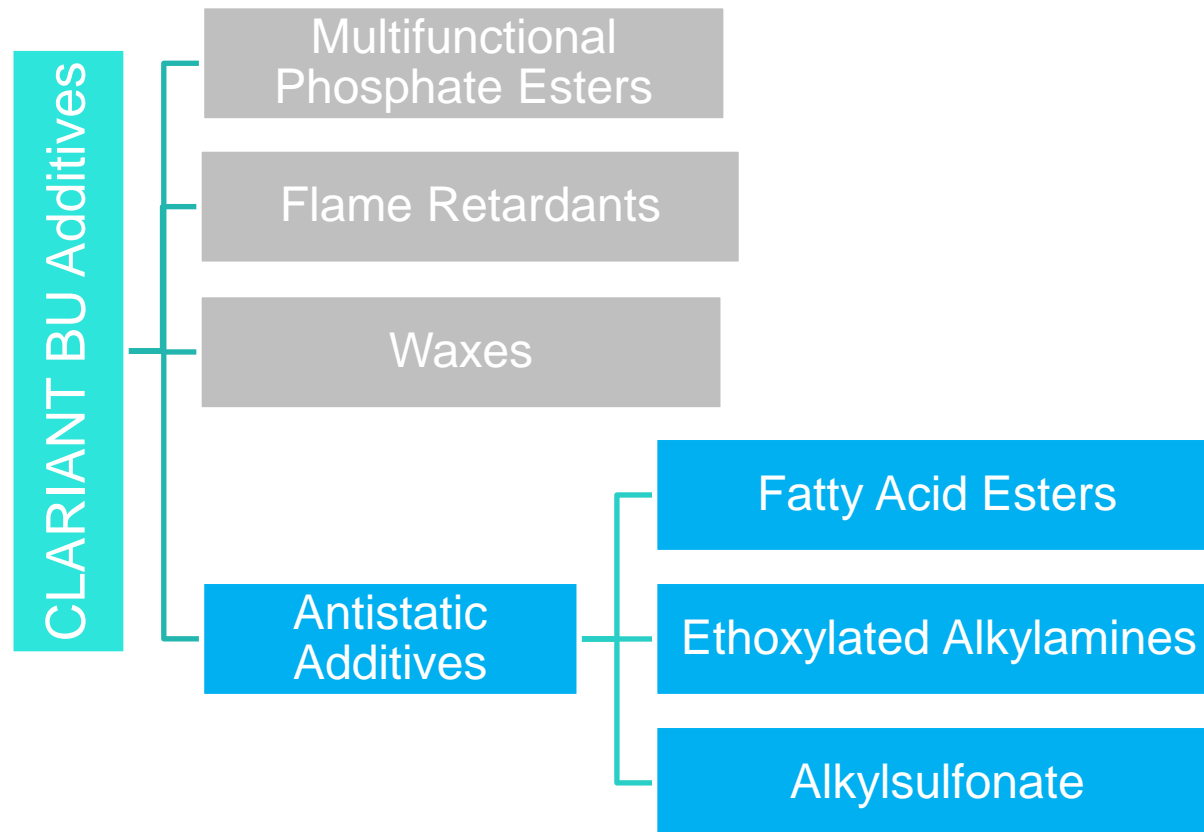 CLARIANT BU Additives
Multifunctional
Phosphate Esters
Flame Retardants
Waxes
Antistatic
Additives
Fatty Acid Esters
Ethoxylated Alkylamines
Alkylsulfonate